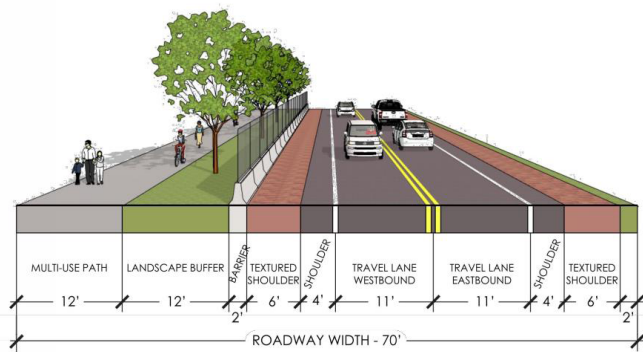 MULTI-USE PATH
LANDSCAPE BUFFER
BARRIER
TEXTURED
SHOULDER
SHOULDER
TRAVEL LANE
WESTBOUND
TRAVEL LANE
EASTBOUND
SHOULDER
TEXTURED
SHOULDER
12'
12'
2'
6'
4'
11'
11'
4'
6'
2'
ROADWAY WIDTH - 70'